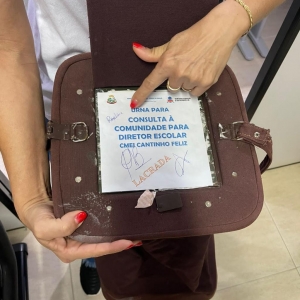 URNA PARA
CONSULTA À
COMUNIDADE PARA
DIRETOR ESCOLAR
CMEI CANTINHO FELIZ
LACRADA